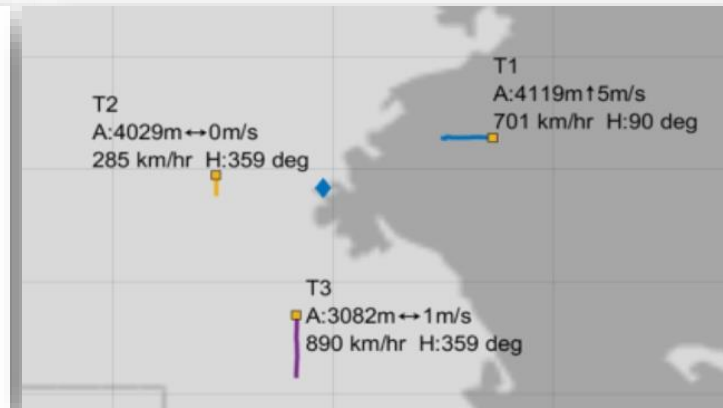 T1
A:4119m↑5m/s
701 km/hr H:90 deg
T2
A:4029m↔0m/s
285 km/hr H:359 deg
T3
A:3082m↔1m/s
890 km/hr H:359 deg